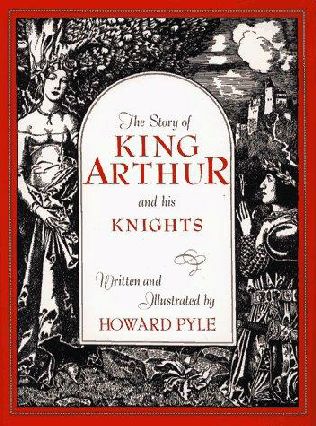 The Story of
KING
ARTHUR
and his
KNIGHTS
Written and
Illustrated by
HOWARD PYLE